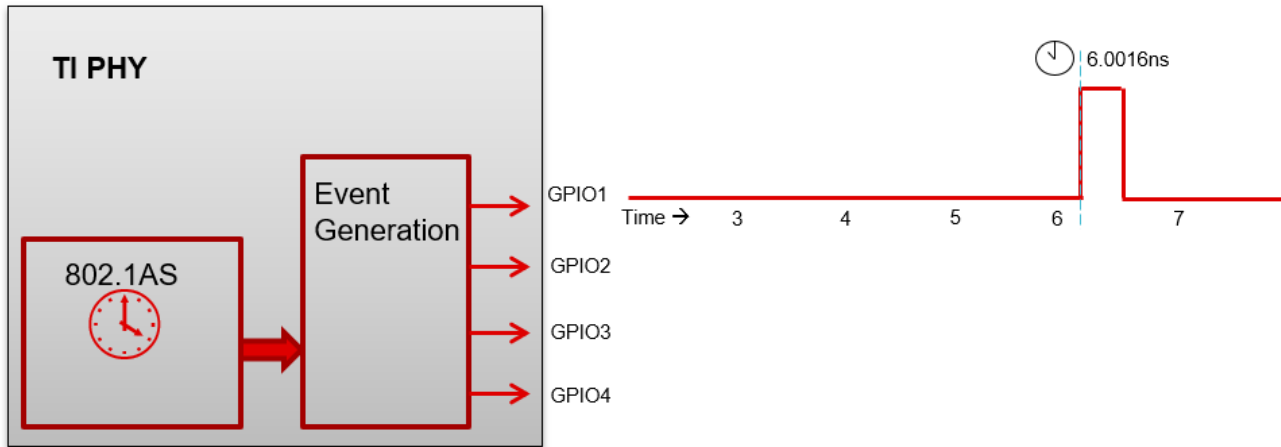 TI PHY
802.1AS
Event
Generation
GPIO1
GPIO2
GPIO3
GPIO4
6.0016ns
Time → 3 4 5 6 7